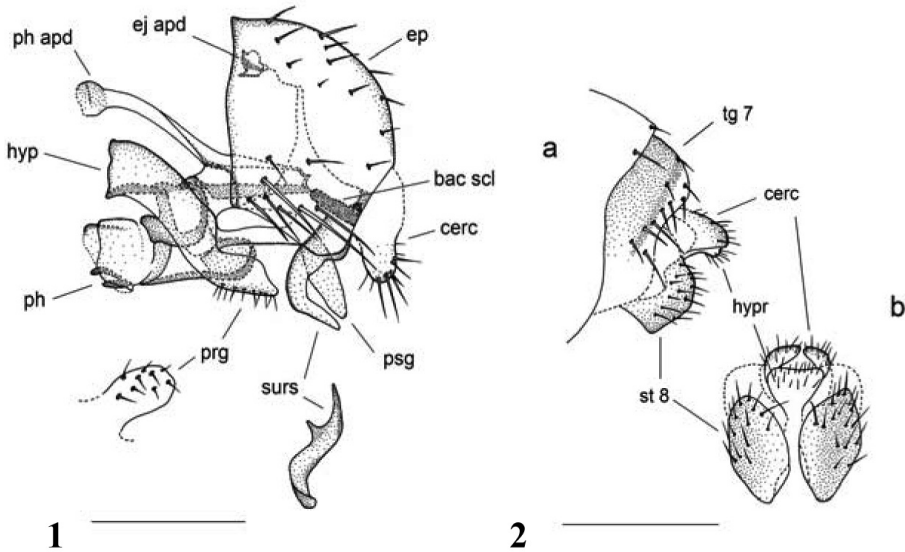 ph apd
ej apd
ep
hyp
bac scl
cerc
ph
prg
psg
surs
1
a
tg 7
cerc
hypr
b
st 8
2